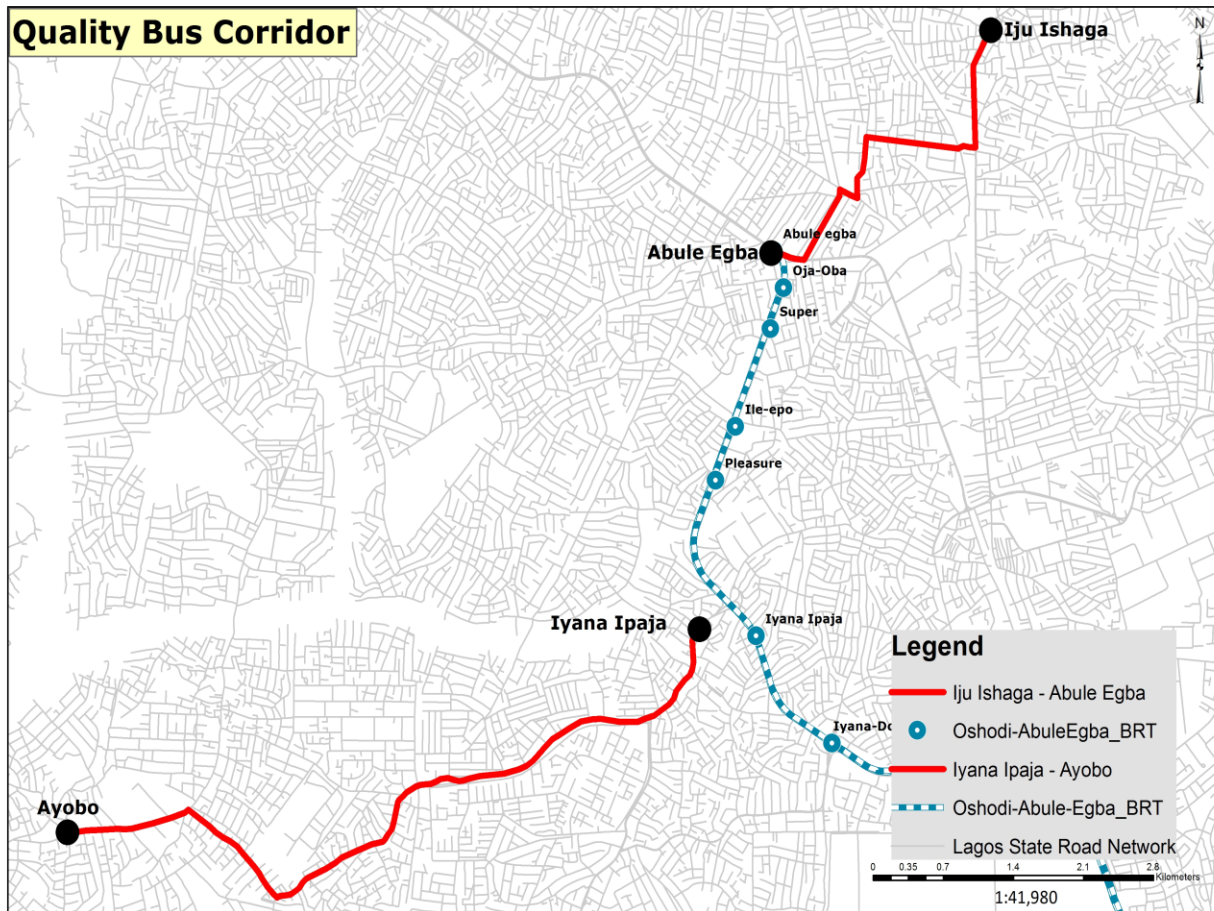 Quality Bus Corridor
Iju Ishaga
N
Abule egba
Abule Egba
Oja-Oba
Super
Ile-epo
Pleasure
Iyana Ipaja
Iyana Ipaja
Iyana-Do
Ayobo
Legend
Iju Ishaga - Abule Egba
Oshodi-AbuleEgba_BRT
Iyana Ipaja - Ayobo
Oshodi-Abule-Egba_BRT
Lagos State Road Network
0 0.35 0.7 1.4 2.1 2.8
Kilometers
1:41,980